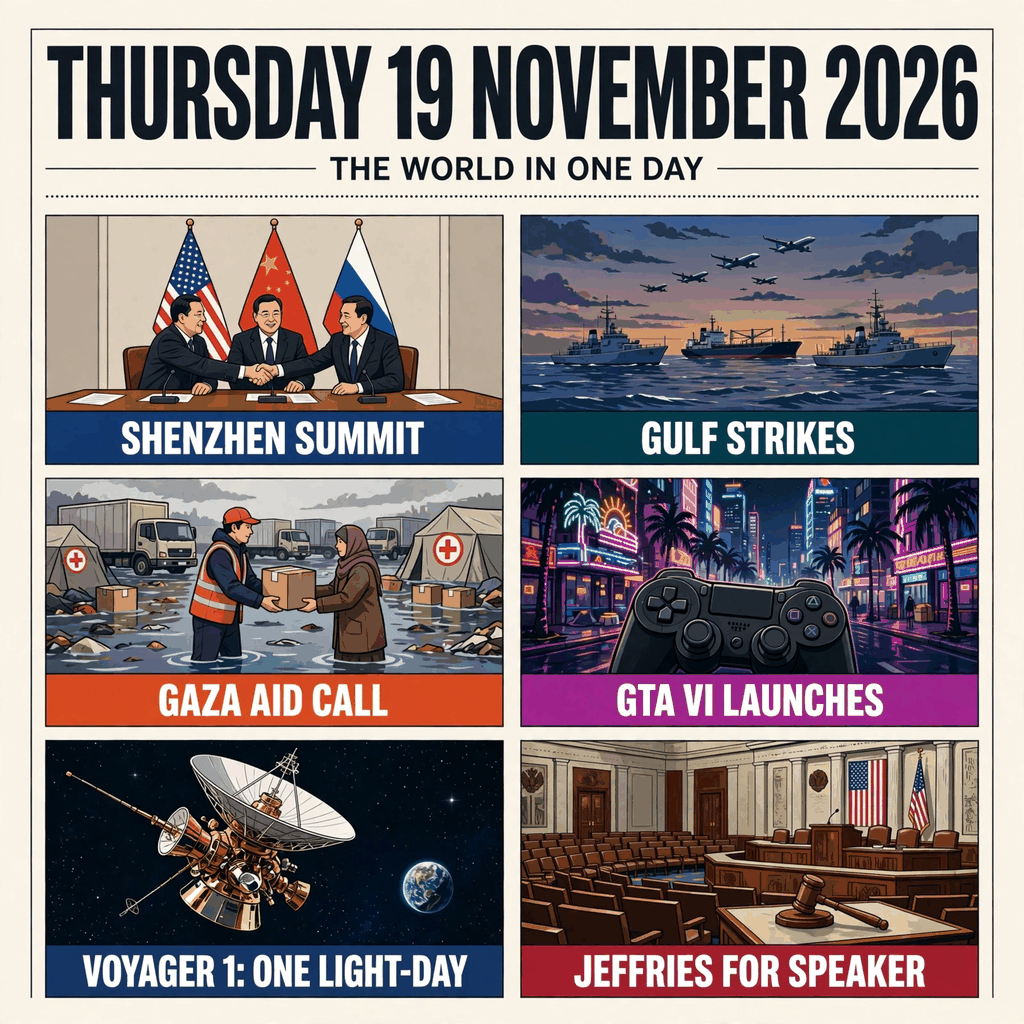 THURSDAY 19 NOVEMBER 2026
THE WORLD IN ONE DAY
SHENZHEN SUMMIT
GULF STRIKES
GAZA AID CALL
GTA VI LAUNCHES
VOYAGER 1: ONE LIGHT-DAY
JEFFRIES FOR SPEAKER